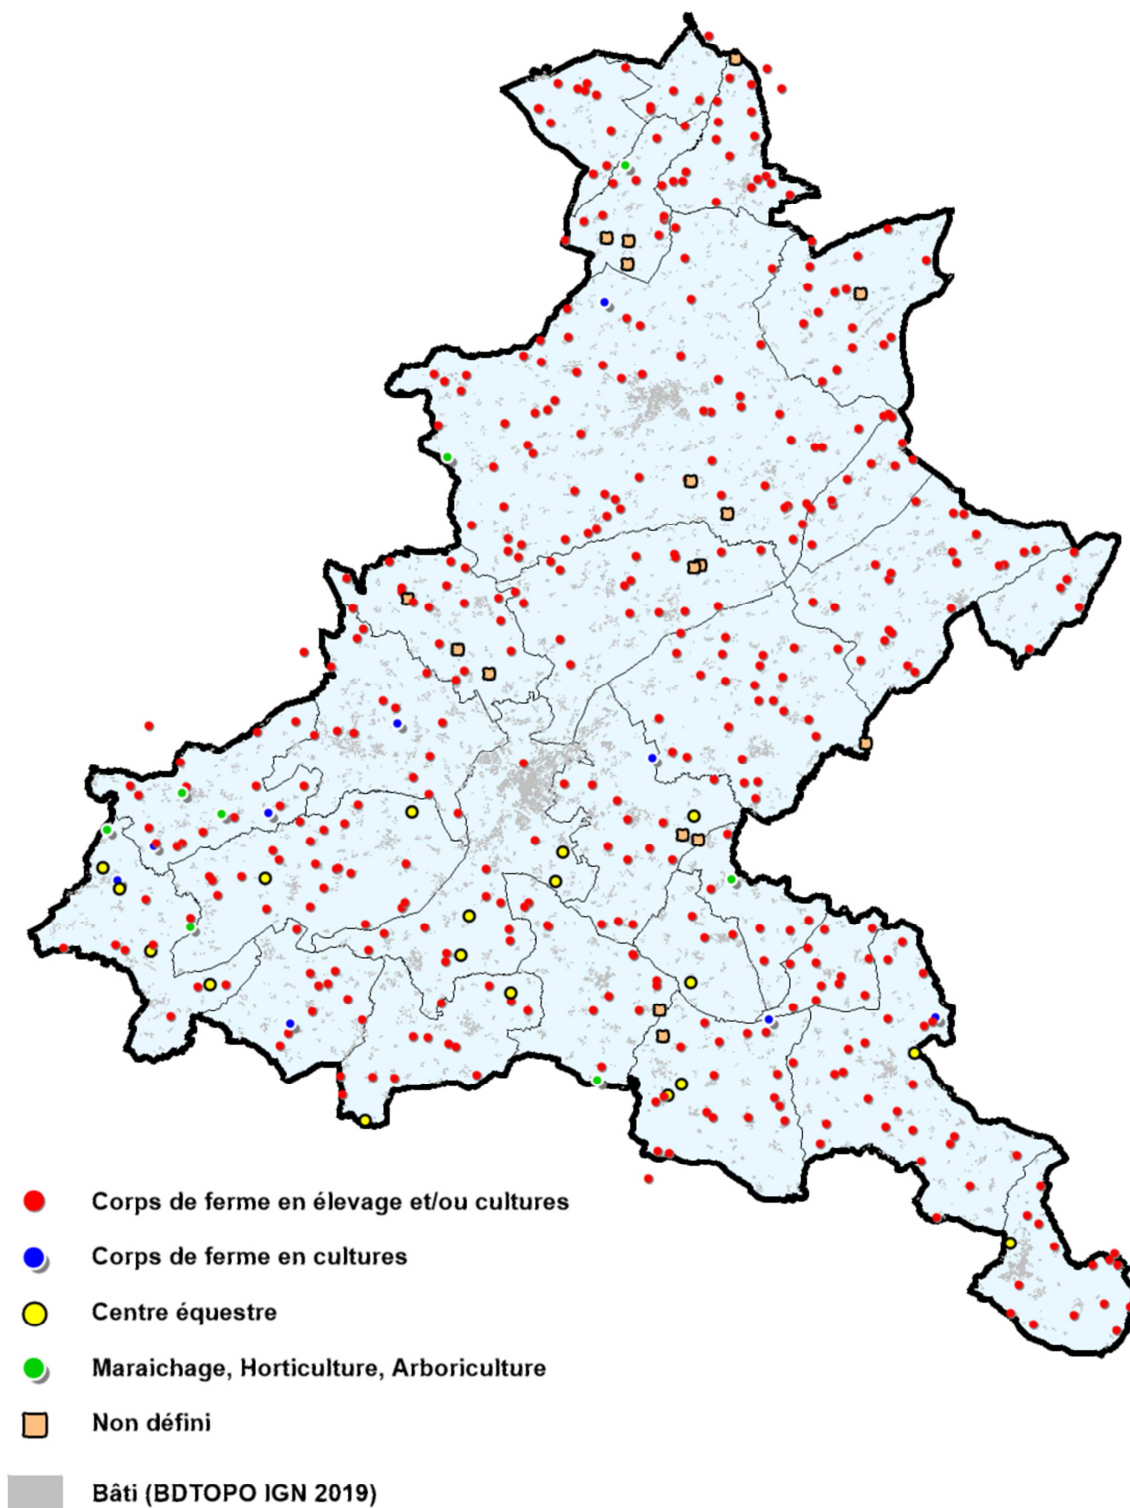 Corps de ferme en élevage et/ou cultures
Corps de ferme en cultures
Centre équestre
Maraichage, Horticulture, Arboriculture
Non défini
Bâti (BDTOPO IGN 2019)